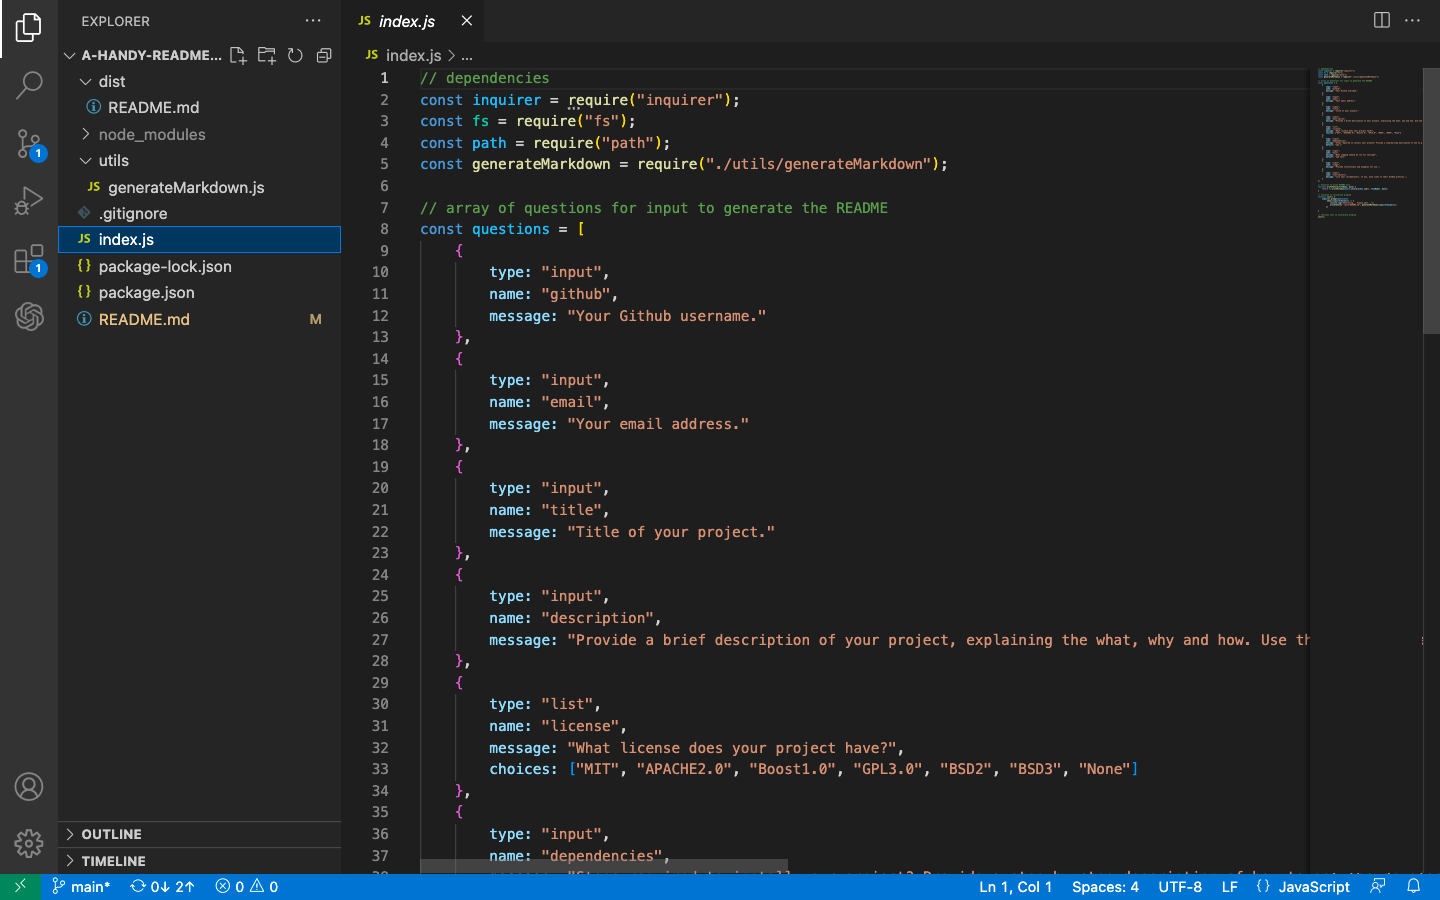 EXPLORER
A-HANDY-README...
dist
README.md
node_modules
utils
JS generateMarkdown.js
.gitignore
JS index.js
{} package-lock.json
{} package.json
README.md M
1
1
OUTLINE
TIMELINE
JS index.js
JS index.js > ...
1 // dependencies
2 const inquirer = require("inquirer");
3 const fs = require("fs");
4 const path = require("path");
5 const generateMarkdown = require("./utils/generateMarkdown");
6
7 // array of questions for input to generate the README
8 const questions = [
9 {
10 type: "input",
11 name: "github",
12 message: "Your Github username."
13 },
14 {
15 type: "input",
16 name: "email",
17 message: "Your email address."
18 },
19 {
20 type: "input",
21 name: "title",
22 message: "Title of your project."
23 },
24 {
25 type: "input",
26 name: "description",
27 message: "Provide a brief description of your project, explaining the what, why and how. Use th
28 },
29 {
30 type: "list",
31 name: "license",
32 message: "What license does your project have?",
33 choices: ["MIT", "APACHE2.0", "Boost1.0", "GPL3.0", "BSD2", "BSD3", "None"]
34 },
35 {
36 type: "input",
37 name: "dependencies",
main* 0↓ 2↑ 0 0 Ln 1, Col 1 Spaces: 4 UTF-8 LF {} JavaScript